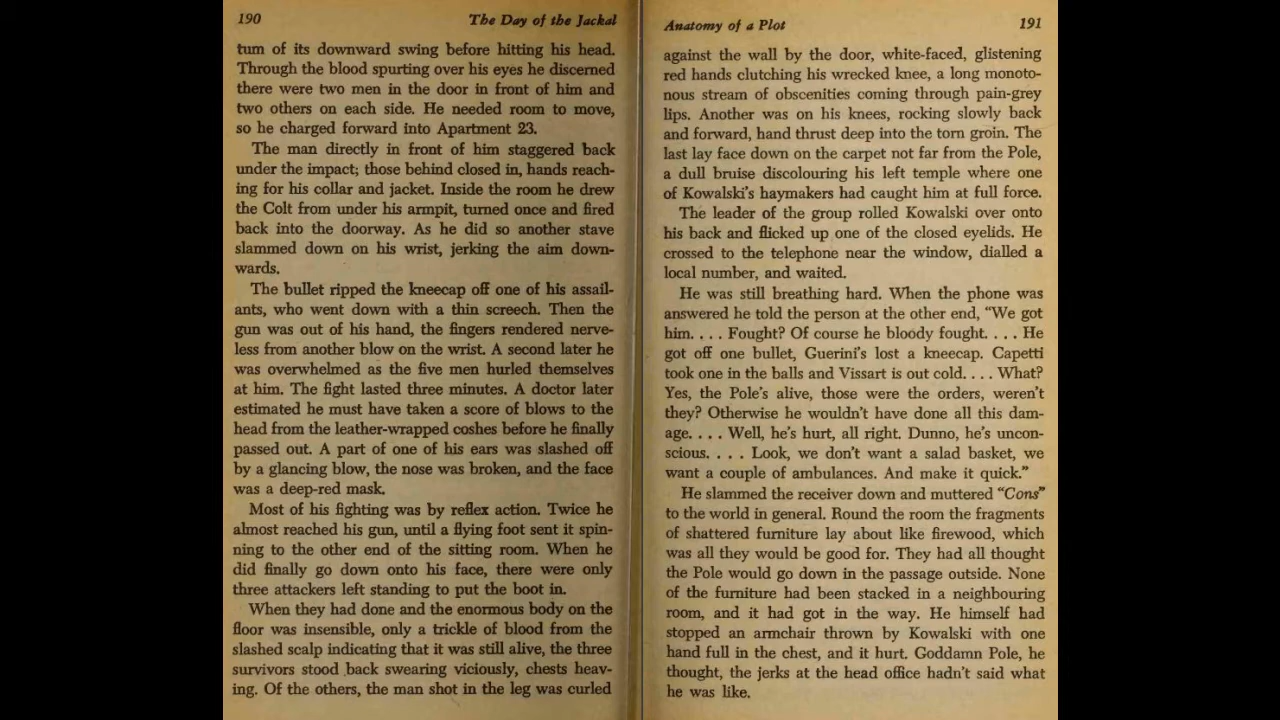 190 The Day of the Jackal
tum of its downward swing before hitting his head.
Through the blood spurting over his eyes he discerned
there were two men in the door in front of him and
two others on each side. He needed room to move,
so he charged forward into Apartment 23.
The man directly in front of him staggered back
under the impact; those behind closed in, hands reach-
ing for his collar and jacket. Inside the room he drew
the Colt from under his armpit, turned once and fired
back into the doorway. As he did so another stave
slammed down on his wrist, jerking the aim down-
wards.
The bullet ripped the kneecap off one of his assail-
ants, who went down with a thin screech. Then the
gun was out of his hand, the fingers rendered nerve-
less from another blow on the wrist. A second later he
was overwhelmed as the five men hurled themselves
at him. The fight lasted three minutes. A doctor later
estimated he must have taken a score of blows to the
head from the leather-wrapped coshes before he finally
passed out. A part of one of his ears was slashed off
by a glancing blow, the nose was broken, and the face
was a deep-red mask.
Most of his fighting was by reflex action. Twice he
almost reached his gun, until a flying foot sent it spin-
ning to the other end of the sitting room. When he
did finally go down onto his face, there were only
three attackers left standing to put the boot in.
When they had done and the enormous body on the
floor was insensible, only a trickle of blood from the
slashed scalp indicating that it was still alive, the three
survivors stood back swearing viciously, chests heav-
ing. Of the others, the man shot in the leg was curled
Anatomy of a Plot 191
against the wall by the door, white-faced, glistening
red hands clutching his wrecked knee, a long monoto-
nous stream of obscenities coming through pain-grey
lips. Another was on his knees, rocking slowly back
and forward, hand thrust deep into the torn groin. The
last lay face down on the carpet not far from the Pole,
a dull bruise discolouring his left temple where one
of Kowalski's haymakers had caught him at full force.
The leader of the group rolled Kowalski over onto
his back and flicked up one of the closed eyelids. He
crossed to the telephone near the window, dialled a
local number, and waited.
He was still breathing hard. When the phone was
answered he told the person at the other end, "We got
him. . . . Fought? Of course he bloody fought. . . . He
got off one bullet, Guerini's lost a kneecap. Capetti
took one in the balls and Vissart is out cold. . . . What?
Yes, the Pole's alive, those were the orders, weren't
they? Otherwise he wouldn't have done all this dam-
age. . . . Well, he's hurt, all right. Dunno, he's uncon-
scious. . . . Look, we don't want a salad basket, we
want a couple of ambulances. And make it quick."
He slammed the receiver down and muttered "Cons"
to the world in general. Round the room the fragments
of shattered furniture lay about like firewood, which
was all they would be good for. They had all thought
the Pole would go down in the passage outside. None
of the furniture had been stacked in a neighbouring
room, and it had got in the way. He himself had
stopped an armchair thrown by Kowalski with one
hand full in the chest, and it hurt. Goddamn Pole, he
thought, the jerks at the head office hadn't said what
he was like.